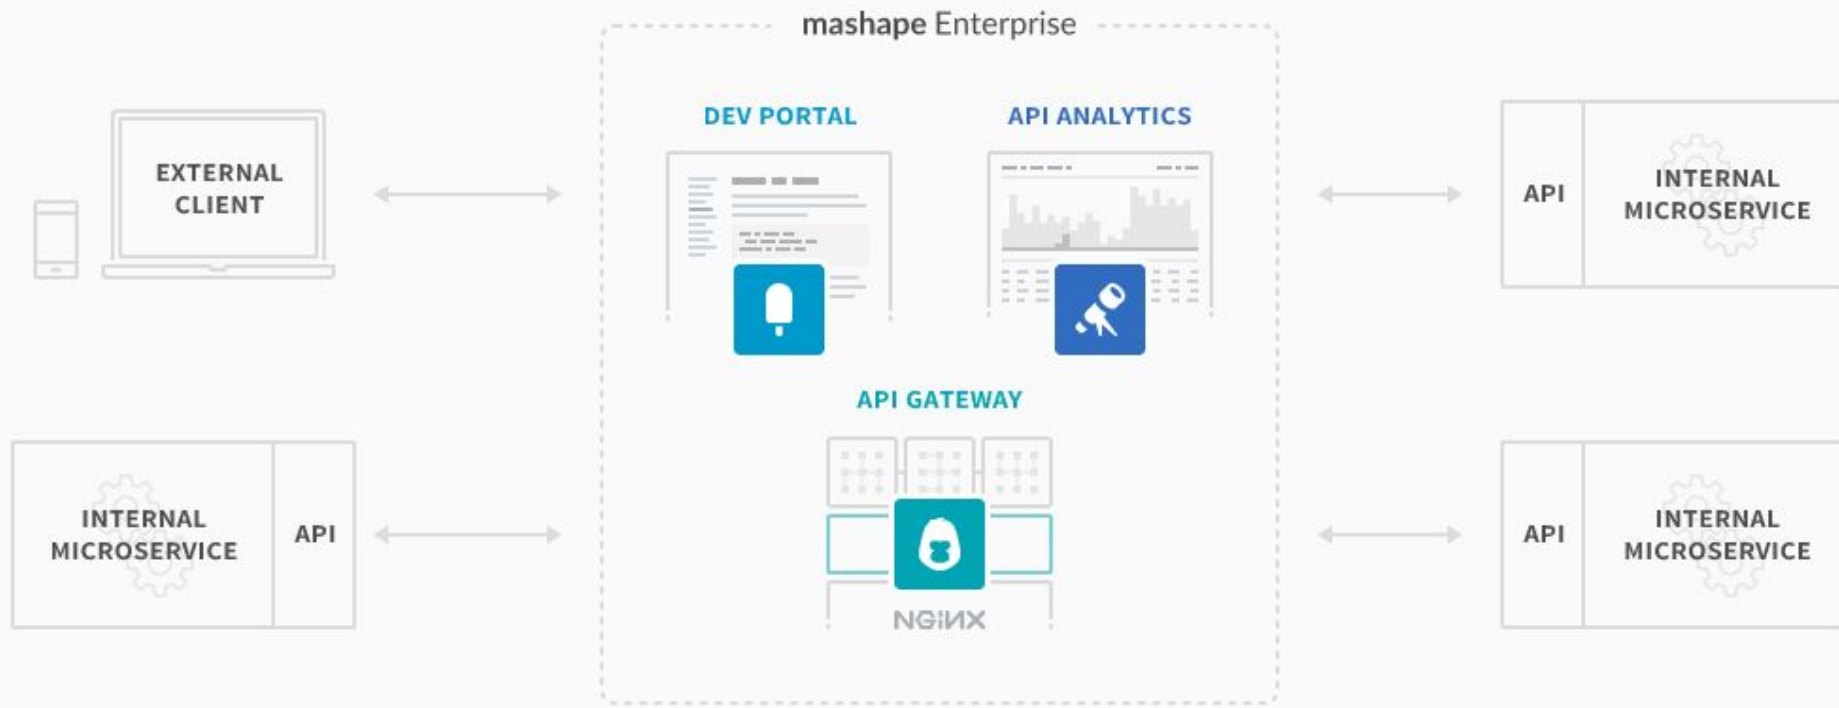 mashape Enterprise
DEV PORTAL
API ANALYTICS
EXTERNAL
CLIENT
API
INTERNAL
MICROSERVICE
API GATEWAY
INTERNAL
MICROSERVICE
API
NGINX
API
INTERNAL
MICROSERVICE